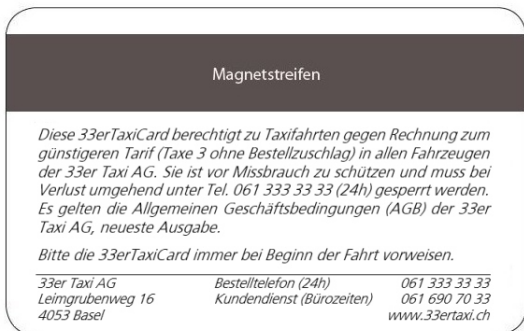 Magnetstreifen
Diese 33erTaxiCard berechtigt zu Taxifahrten gegen Rechnung zum
günstigeren Tarif (Taxe 3 ohne Bestellzuschlag) in allen Fahrzeugen
der 33er Taxi AG. Sie ist vor Missbrauch zu schützen und muss bei
Verlust umgehend unter Tel. 061 333 33 33 (24h) gesperrt werden.
Es gelten die Allgemeinen Geschäftsbedingungen (AGB) der 33er
Taxi AG, neueste Ausgabe.
Bitte die 33erTaxiCard immer bei Beginn der Fahrt vorweisen.
33er Taxi AG Bestelltelefon (24h) 061 333 33 33
Leimgrubenweg 16 Kundendienst (Bürozeiten) 061 690 70 33
4053 Basel www.33ertaxi.ch